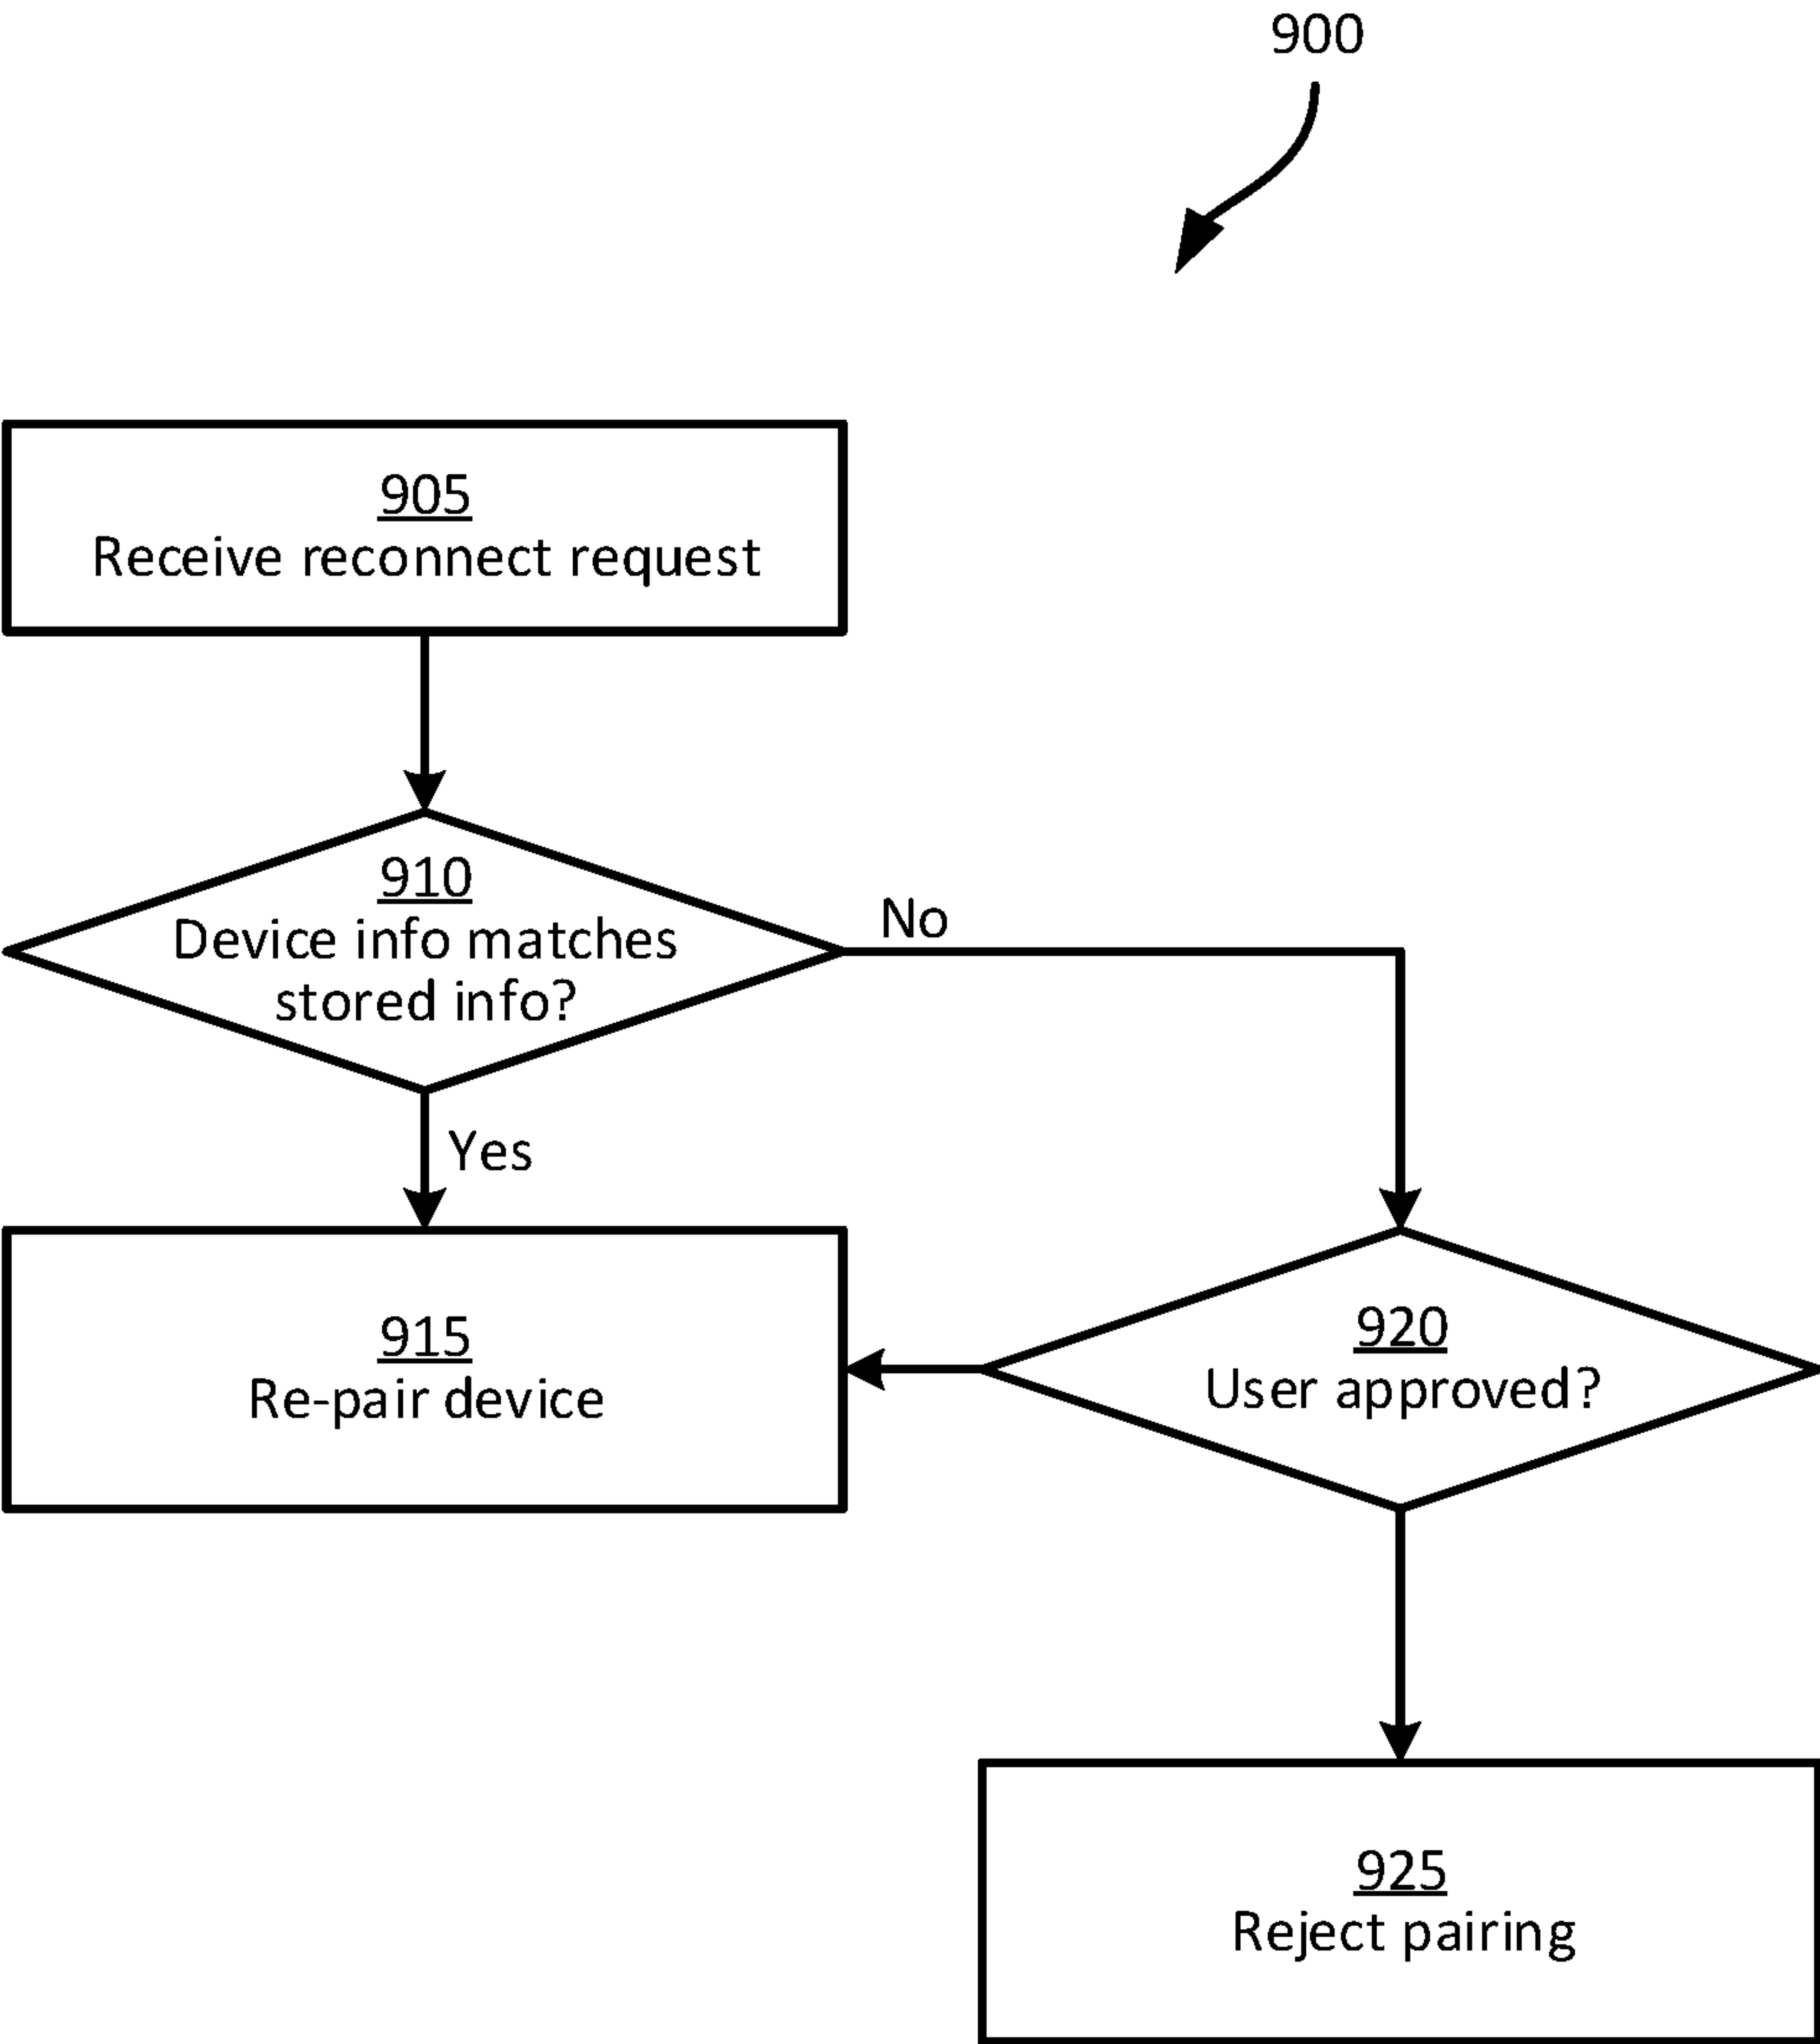 900
905
Receive reconnect request
910
Device info matches
stored info?
No
Yes
915
Re-pair device
920
User approved?
925
Reject pairing